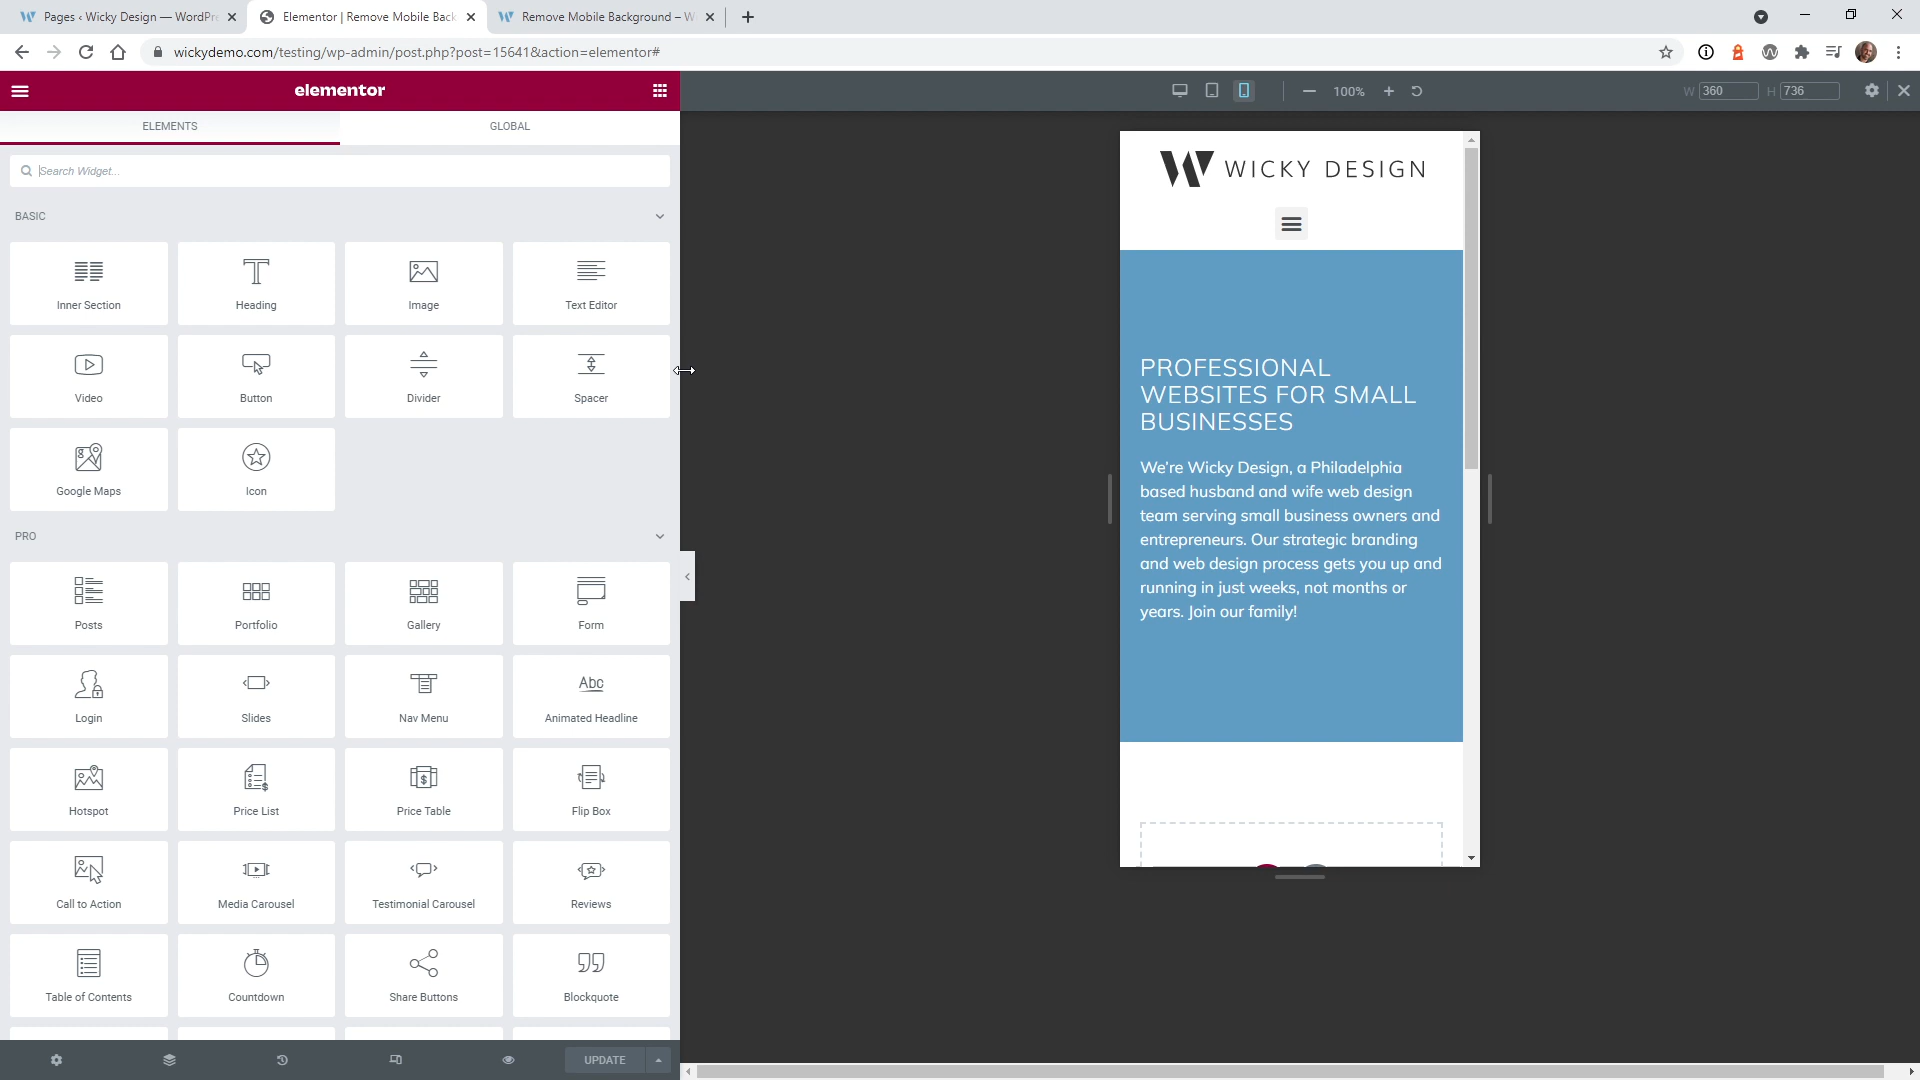 Pages ‹ Wicky Design — WordPre
Elementor | Remove Mobile Back
Remove Mobile Background – W
wickydemo.com/testing/wp-admin/post.php?post=15641&action=elementor#
elementor
100%
W 360 H 736
ELEMENTS GLOBAL
Search Widget...
BASIC
Inner Section Heading Image Text Editor
Video Button Divider Spacer
Google Maps Icon
PRO
Posts Portfolio Gallery Form
Login Slides Nav Menu Abc Animated Headline
Hotspot Price List Price Table Flip Box
Call to Action Media Carousel Testimonial Carousel Reviews
Table of Contents Countdown Share Buttons Blockquote
UPDATE
WICKY DESIGN
PROFESSIONAL
WEBSITES FOR SMALL
BUSINESSES
We're Wicky Design, a Philadelphia
based husband and wife web design
team serving small business owners and
entrepreneurs. Our strategic branding
and web design process gets you up and
running in just weeks, not months or
years. Join our family!